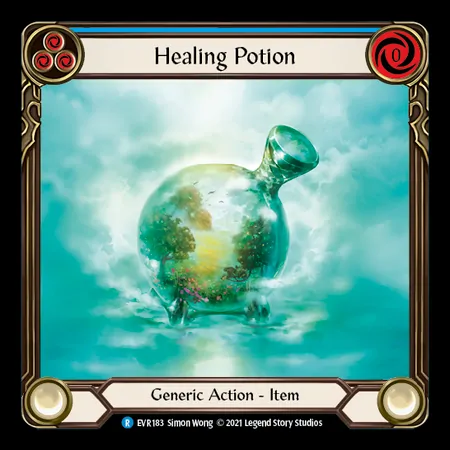 Healing Potion
0
Generic Action - Item
R EVR183 Simon Wong © 2021 Legend Story Studios